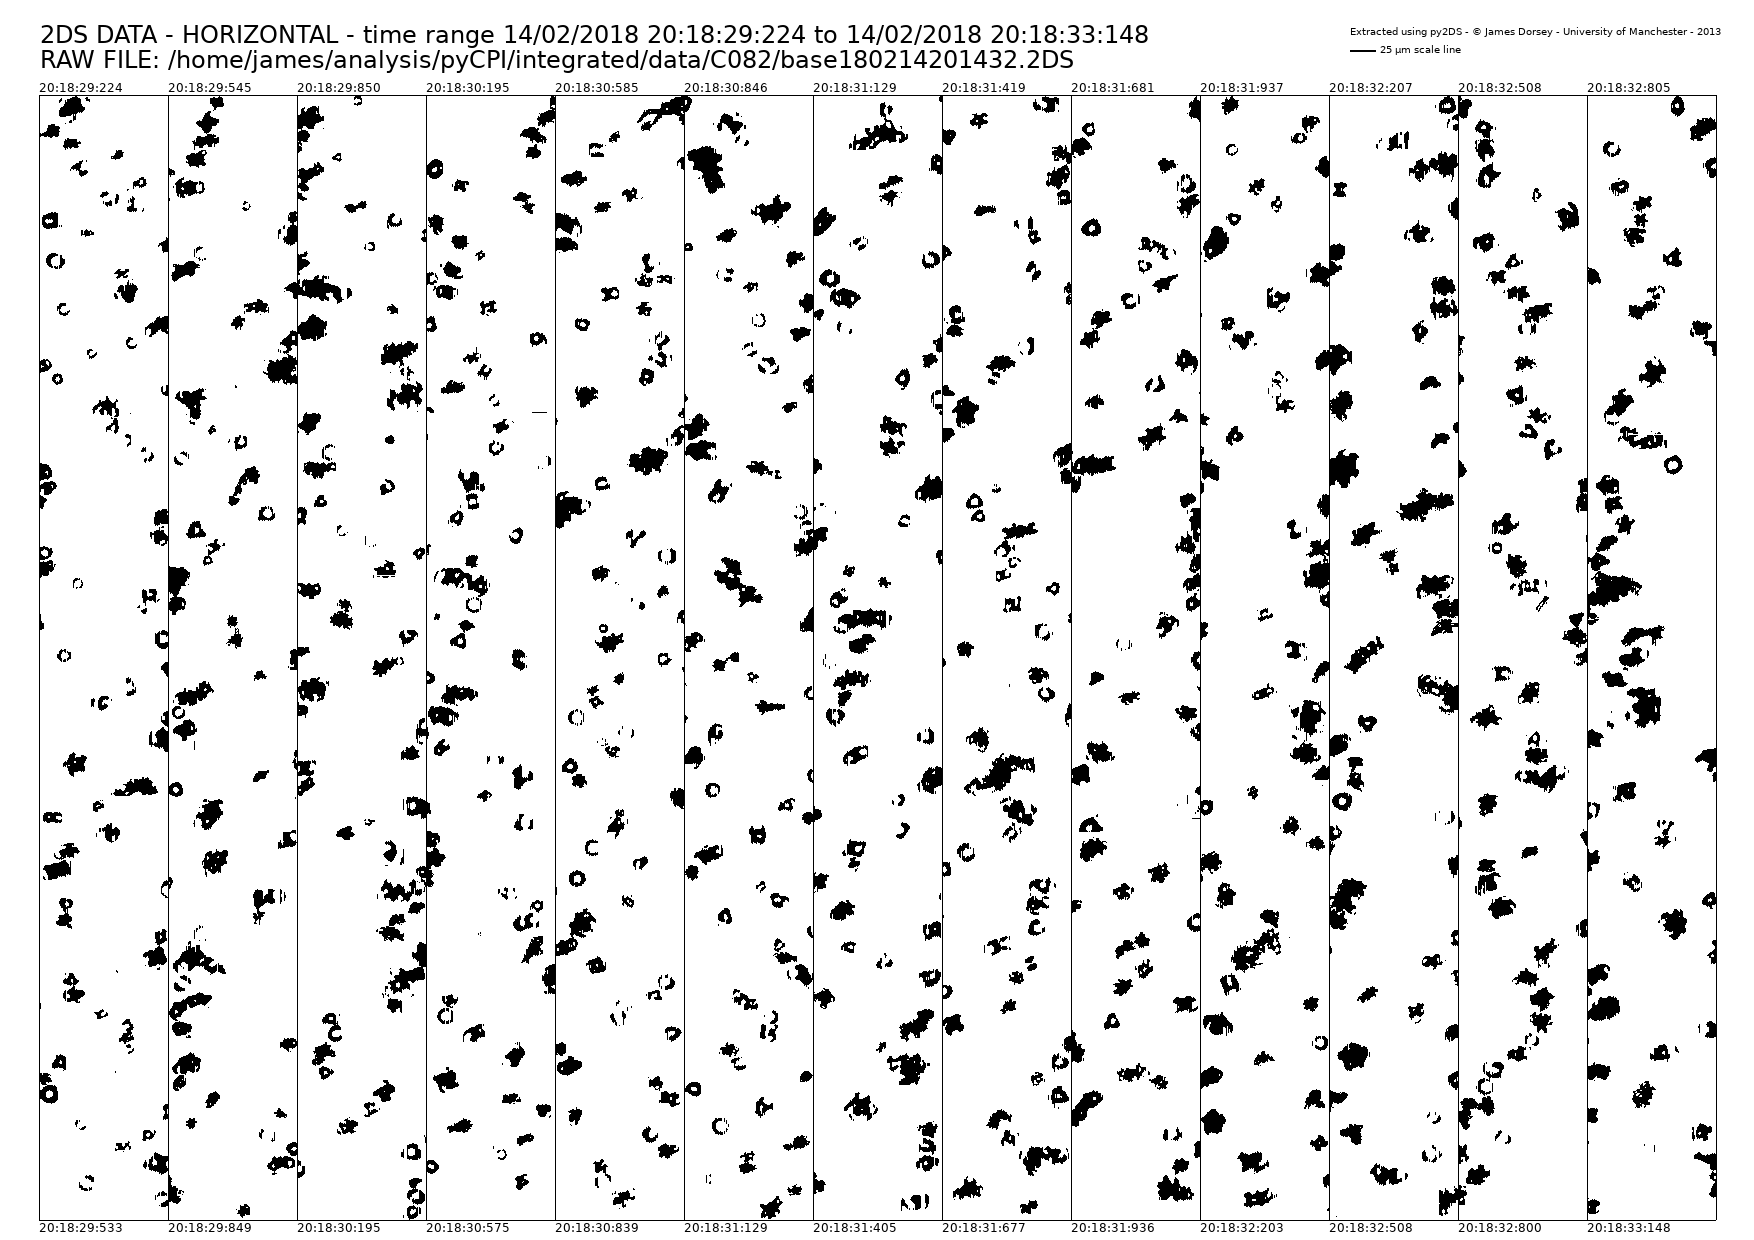 2DS DATA - HORIZONTAL - time range 14/02/2018 20:18:29:224 to 14/02/2018 20:18:33:148
RAW FILE: /home/james/analysis/pyCPI/integrated/data/C082/base180214201432.2DS
Extracted using py2DS - © James Dorsey - University of Manchester - 2013
25 µm scale line
20:18:29:224 20:18:29:545 20:18:29:850 20:18:30:195 20:18:30:585 20:18:30:846 20:18:31:129 20:18:31:419 20:18:31:681 20:18:31:937 20:18:32:207 20:18:32:508 20:18:32:805
20:18:29:533 20:18:29:849 20:18:30:195 20:18:30:575 20:18:30:839 20:18:31:129 20:18:31:405 20:18:31:677 20:18:31:936 20:18:32:203 20:18:32:508 20:18:32:800 20:18:33:148